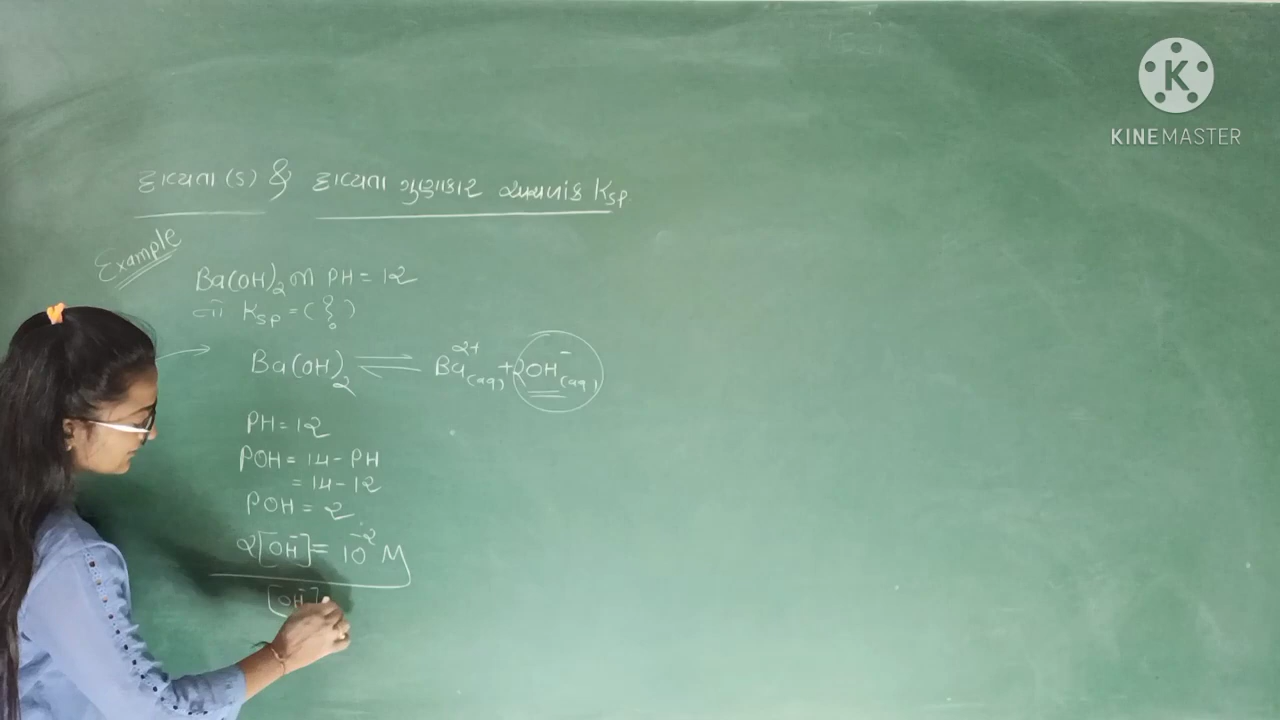 KINEMASTER
દ્રાવ્યતા (S) & દ્રાવ્યતા ગુણાકાર અચળાંક Ksp
Example
Ba(OH)₂ ની PH = 12
તો Ksp = (?)
Ba(OH)₂ ⇌ Ba²⁺(aq) + 2OH⁻(aq)
PH = 12
POH = 14 - PH
= 14 - 12
POH = 2
2[OH⁻] = 10⁻² M
[OH⁻]